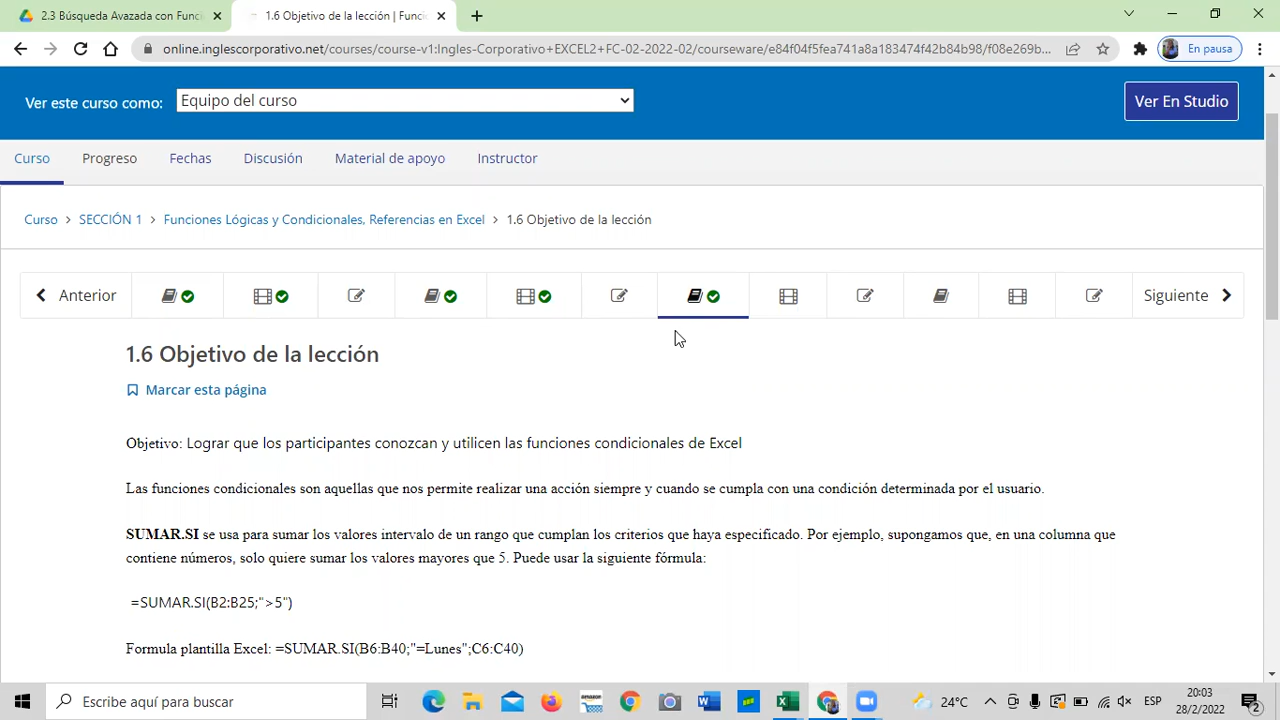 2.3 Búsqueda Avazada con Funci
1.6 Objetivo de la lección | Funci
online.inglescorporativo.net/courses/course-v1:Ingles-Corporativo+EXCEL2+FC-02-2022-02/courseware/e84f04f5fea741a8a183474f42b84b98/f08e269b...
En pausa
Ver este curso como:
Equipo del curso
Ver En Studio
Curso
Progreso
Fechas
Discusión
Material de apoyo
Instructor
Curso > SECCIÓN 1 > Funciones Lógicas y Condicionales, Referencias en Excel > 1.6 Objetivo de la lección
Anterior
Siguiente
1.6 Objetivo de la lección
Marcar esta página
Objetivo: Lograr que los participantes conozcan y utilicen las funciones condicionales de Excel
Las funciones condicionales son aquellas que nos permite realizar una acción siempre y cuando se cumpla con una condición determinada por el usuario.
SUMAR.SI se usa para sumar los valores intervalo de un rango que cumplan los criterios que haya especificado. Por ejemplo, supongamos que, en una columna que
contiene números, solo quiere sumar los valores mayores que 5. Puede usar la siguiente fórmula:
=SUMAR.SI(B2:B25;">5")
Formula plantilla Excel: =SUMAR.SI(B6:B40;"=Lunes";C6:C40)
Escribe aquí para buscar
amazon
24°C
ESP
20:03
28/2/2022
2